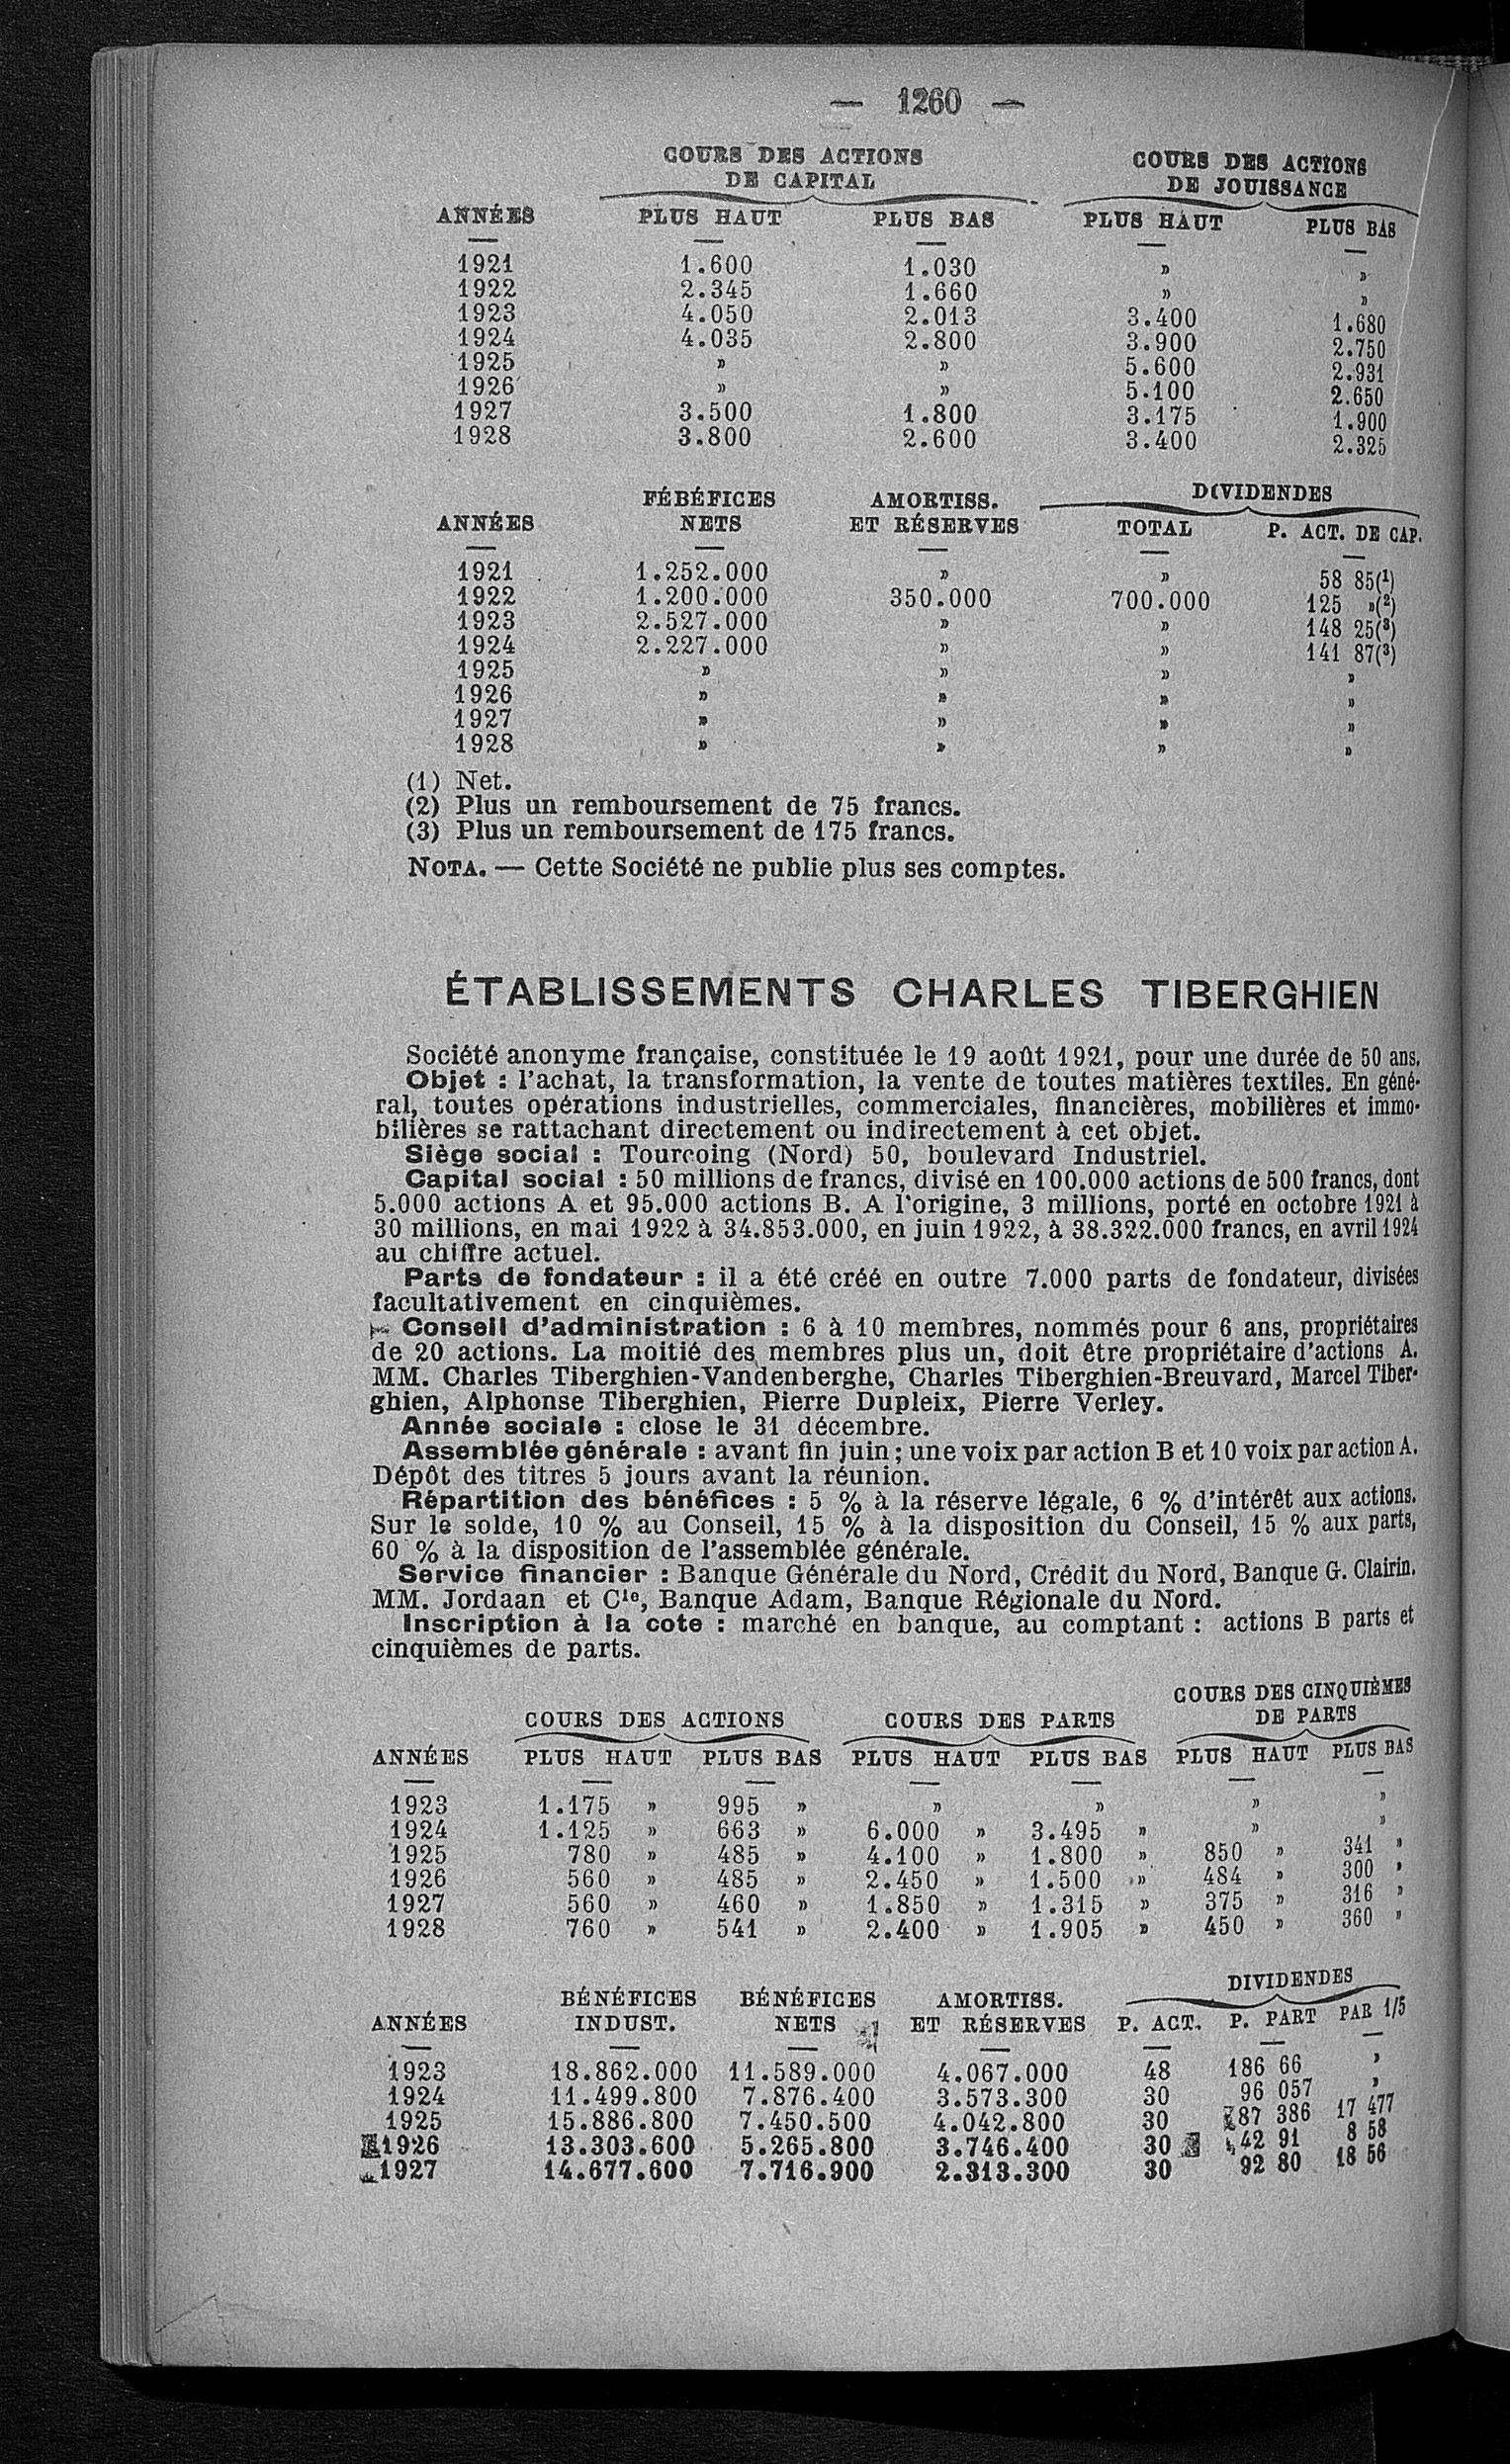 — 1260 —
COURS DES ACTIONS DE CAPITAL COURS DES ACTIONS DE JOUISSANCE
ANNÉES PLUS HAUT PLUS BAS PLUS HAUT PLUS BAS
1921 1.600 1.030 » »
1922 2.345 1.660 » »
1923 4.050 2.013 3.400 1.680
1924 4.035 2.800 3.900 2.750
1925 » » 5.600 2.931
1926 » » 5.100 2.650
1927 3.500 1.800 3.175 1.900
1928 3.800 2.600 3.400 2.325
FÉBÉFICES NETS AMORTISS. ET RÉSERVES DIVIDENDES
ANNÉES TOTAL P. ACT. DE CAP.
1921 1.252.000 » » 58 85(1)
1922 1.200.000 350.000 700.000 125 »(2)
1923 2.527.000 » » 148 25(3)
1924 2.227.000 » » 141 87(3)
1925 » » » »
1926 » » » »
1927 » » » »
1928 » » » »
(1) Net.
(2) Plus un remboursement de 75 francs.
(3) Plus un remboursement de 175 francs.
NOTA. — Cette Société ne publie plus ses comptes.
ÉTABLISSEMENTS CHARLES TIBERGHIEN
Société anonyme française, constituée le 19 août 1921, pour une durée de 50 ans.
Objet : l'achat, la transformation, la vente de toutes matières textiles. En géné-
ral, toutes opérations industrielles, commerciales, financières, mobilières et immo-
bilières se rattachant directement ou indirectement à cet objet.
Siège social : Tourcoing (Nord) 50, boulevard Industriel.
Capital social : 50 millions de francs, divisé en 100.000 actions de 500 francs, dont
5.000 actions A et 95.000 actions B. A l'origine, 3 millions, porté en octobre 1921 à
30 millions, en mai 1922 à 34.853.000, en juin 1922, à 38.322.000 francs, en avril 1924
au chiffre actuel.
Parts de fondateur : il a été créé en outre 7.000 parts de fondateur, divisées
facultativement en cinquièmes.
Conseil d'administration : 6 à 10 membres, nommés pour 6 ans, propriétaires
de 20 actions. La moitié des membres plus un, doit être propriétaire d'actions A.
MM. Charles Tiberghien-Vandenberghe, Charles Tiberghien-Breuvard, Marcel Tiber-
ghien, Alphonse Tiberghien, Pierre Dupleix, Pierre Verley.
Année sociale : close le 31 décembre.
Assemblée générale : avant fin juin ; une voix par action B et 10 voix par action A.
Dépôt des titres 5 jours avant la réunion.
Répartition des bénéfices : 5 % à la réserve légale, 6 % d'intérêt aux actions.
Sur le solde, 10 % au Conseil, 15 % à la disposition du Conseil, 15 % aux parts,
60 % à la disposition de l'assemblée générale.
Service financier : Banque Générale du Nord, Crédit du Nord, Banque G. Clairin.
MM. Jordaan et Cie, Banque Adam, Banque Régionale du Nord.
Inscription à la cote : marché en banque, au comptant : actions B parts et
cinquièmes de parts.
COURS DES ACTIONS COURS DES PARTS COURS DES CINQUIÈMES DE PARTS
ANNÉES PLUS HAUT PLUS BAS PLUS HAUT PLUS BAS PLUS HAUT PLUS BAS
1923 1.175 » 995 » » » » »
1924 1.125 » 663 » 6.000 » 3.495 » » »
1925 780 » 485 » 4.100 » 1.800 » 850 » 341 »
1926 560 » 485 » 2.450 » 1.500 » 484 » 300 »
1927 560 » 460 » 1.850 » 1.315 » 375 » 316 »
1928 760 » 541 » 2.400 » 1.905 » 450 » 360 »
BÉNÉFICES INDUST. BÉNÉFICES NETS AMORTISS. ET RÉSERVES DIVIDENDES
ANNÉES P. ACT. P. PART PAR 1/5
1923 18.862.000 11.589.000 4.067.000 48 186 66 »
1924 11.499.800 7.876.400 3.573.300 30 96 057 »
1925 15.886.800 7.450.500 4.042.800 30 87 386 17 477
1926 13.303.600 5.265.800 3.746.400 30 42 91 8 58
1927 14.677.600 7.716.900 2.313.300 30 92 80 18 56